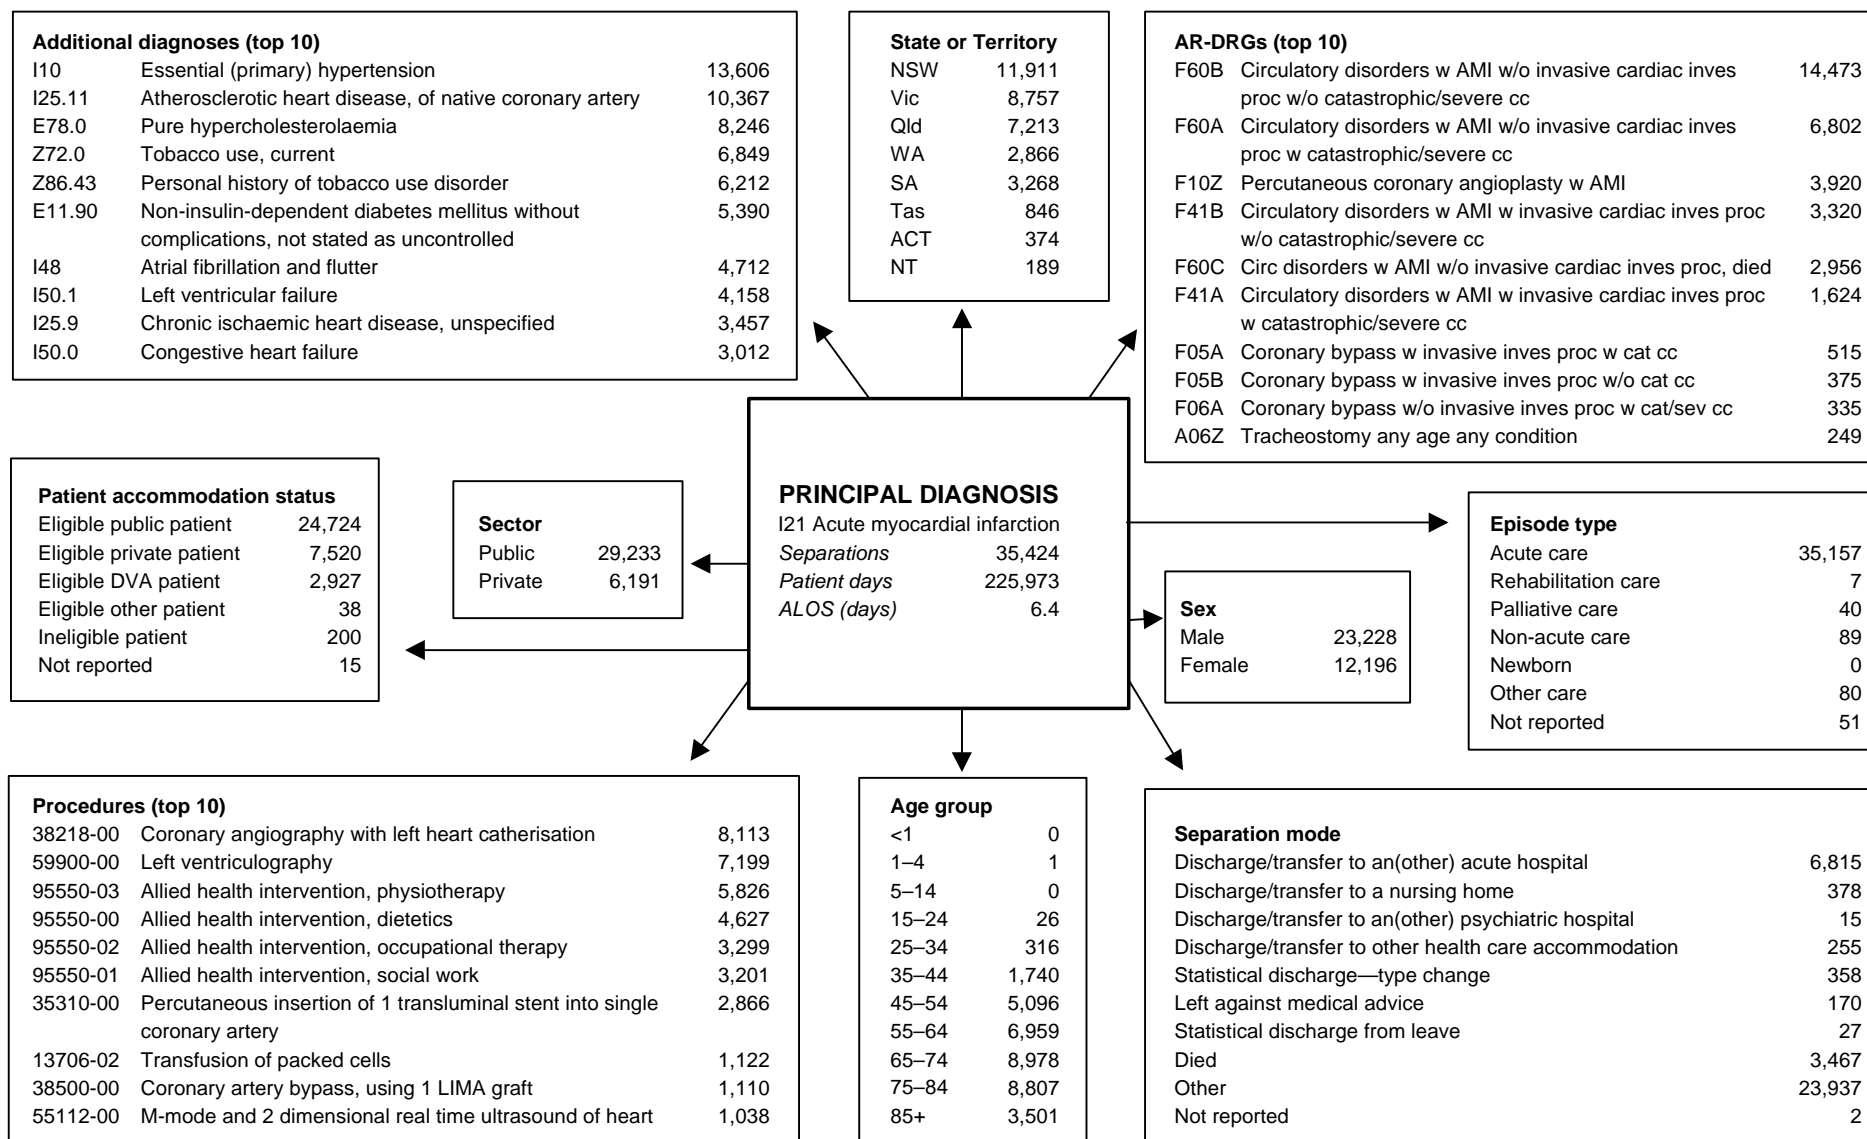 Additional diagnoses (top 10)
I10 Essential (primary) hypertension 13,606
I25.11 Atherosclerotic heart disease, of native coronary artery 10,367
E78.0 Pure hypercholesterolaemia 8,246
Z72.0 Tobacco use, current 6,849
Z86.43 Personal history of tobacco use disorder 6,212
E11.90 Non-insulin-dependent diabetes mellitus without 5,390
complications, not stated as uncontrolled
I48 Atrial fibrillation and flutter 4,712
I50.1 Left ventricular failure 4,158
I25.9 Chronic ischaemic heart disease, unspecified 3,457
I50.0 Congestive heart failure 3,012
State or Territory
NSW 11,911
Vic 8,757
Qld 7,213
WA 2,866
SA 3,268
Tas 846
ACT 374
NT 189
AR-DRGs (top 10)
F60B Circulatory disorders w AMI w/o invasive cardiac inves 14,473
proc w/o catastrophic/severe cc
F60A Circulatory disorders w AMI w/o invasive cardiac inves 6,802
proc w catastrophic/severe cc
F10Z Percutaneous coronary angioplasty w AMI 3,920
F41B Circulatory disorders w AMI w invasive cardiac inves proc 3,320
w/o catastrophic/severe cc
F60C Circ disorders w AMI w/o invasive cardiac inves proc, died 2,956
F41A Circulatory disorders w AMI w invasive cardiac inves proc 1,624
w catastrophic/severe cc
F05A Coronary bypass w invasive inves proc w cat cc 515
F05B Coronary bypass w invasive inves proc w/o cat cc 375
F06A Coronary bypass w/o invasive inves proc w cat/sev cc 335
A06Z Tracheostomy any age any condition 249
Patient accommodation status
Eligible public patient 24,724
Eligible private patient 7,520
Eligible DVA patient 2,927
Eligible other patient 38
Ineligible patient 200
Not reported 15
Sector
Public 29,233
Private 6,191
PRINCIPAL DIAGNOSIS
I21 Acute myocardial infarction
Separations 35,424
Patient days 225,973
ALOS (days) 6.4
Sex
Male 23,228
Female 12,196
Episode type
Acute care 35,157
Rehabilitation care 7
Palliative care 40
Non-acute care 89
Newborn 0
Other care 80
Not reported 51
Procedures (top 10)
38218-00 Coronary angiography with left heart catherisation 8,113
59900-00 Left ventriculography 7,199
95550-03 Allied health intervention, physiotherapy 5,826
95550-00 Allied health intervention, dietetics 4,627
95550-02 Allied health intervention, occupational therapy 3,299
95550-01 Allied health intervention, social work 3,201
35310-00 Percutaneous insertion of 1 transluminal stent into single 2,866
coronary artery
13706-02 Transfusion of packed cells 1,122
38500-00 Coronary artery bypass, using 1 LIMA graft 1,110
55112-00 M-mode and 2 dimensional real time ultrasound of heart 1,038
Age group
<1 0
1–4 1
5–14 0
15–24 26
25–34 316
35–44 1,740
45–54 5,096
55–64 6,959
65–74 8,978
75–84 8,807
85+ 3,501
Separation mode
Discharge/transfer to an(other) acute hospital 6,815
Discharge/transfer to a nursing home 378
Discharge/transfer to an(other) psychiatric hospital 15
Discharge/transfer to other health care accommodation 255
Statistical discharge—type change 358
Left against medical advice 170
Statistical discharge from leave 27
Died 3,467
Other 23,937
Not reported 2